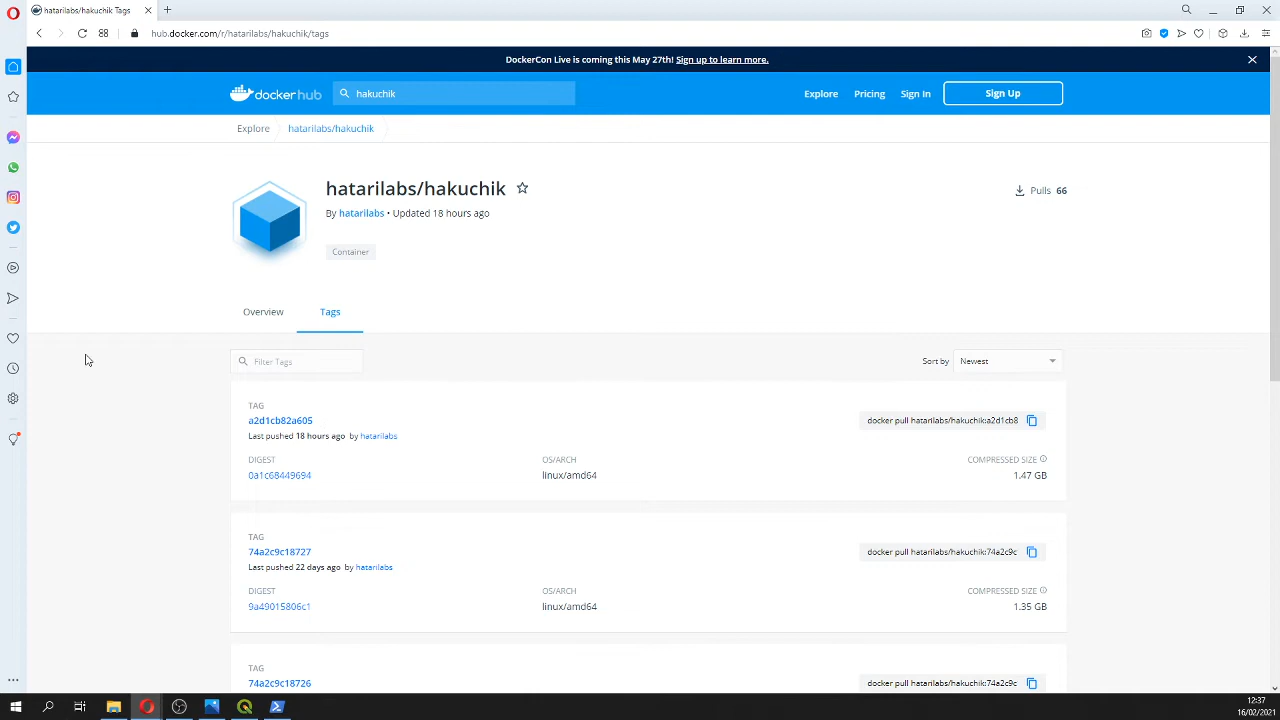 hatarilabs/hakuchik Tags
hub.docker.com/r/hatarilabs/hakuchik/tags
DockerCon Live is coming this May 27th! Sign up to learn more.
docker hub
hakuchik
Explore
Pricing
Sign In
Sign Up
Explore
hatarilabs/hakuchik
hatarilabs/hakuchik
Pulls 66
By hatarilabs • Updated 18 hours ago
Container
Overview
Tags
Filter Tags
Sort by
Newest
TAG
a2d1cb82a605
docker pull hatarilabs/hakuchik:a2d1cb8
Last pushed 18 hours ago by hatarilabs
DIGEST
OS/ARCH
COMPRESSED SIZE
0a1c68449694
linux/amd64
1.47 GB
TAG
74a2c9c18727
docker pull hatarilabs/hakuchik:74a2c9c
Last pushed 22 days ago by hatarilabs
DIGEST
OS/ARCH
COMPRESSED SIZE
9a49015806c1
linux/amd64
1.35 GB
TAG
74a2c9c18726
docker pull hatarilabs/hakuchik:74a2c9c
12:37
16/02/2021